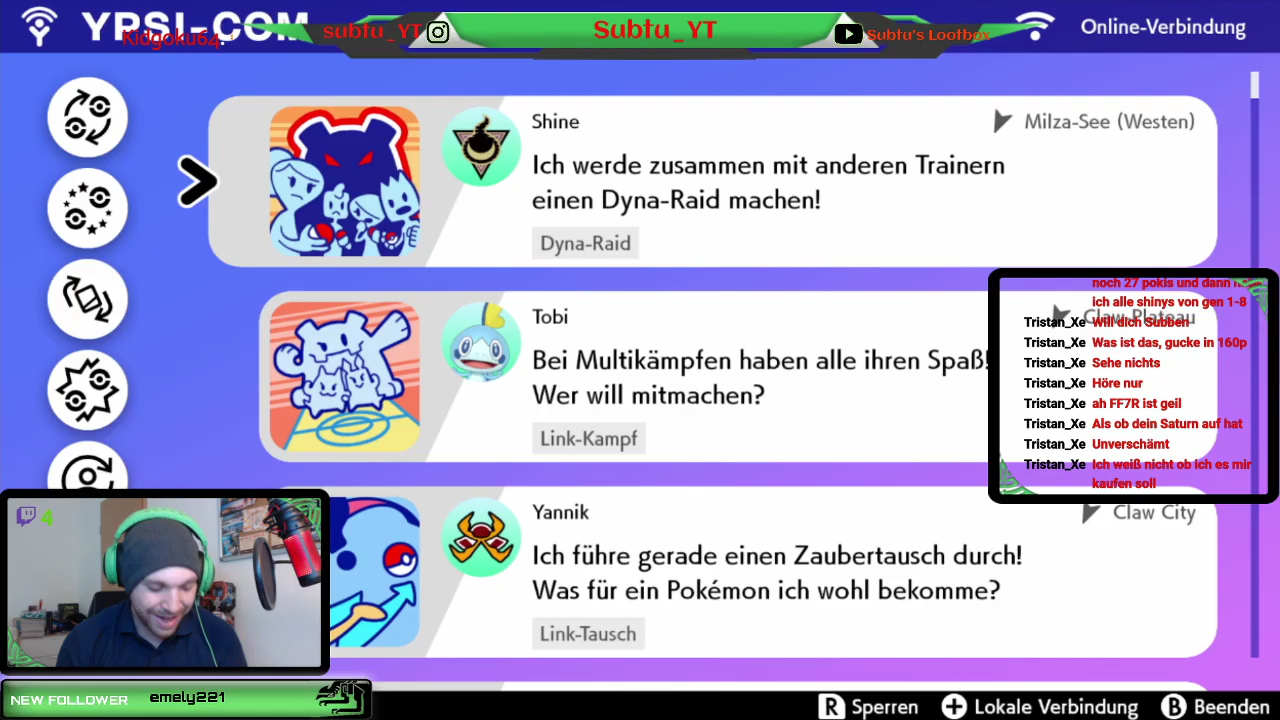 YPSI-COM
Kidgoku64.
subtu_YT
Subtu_YT
Subtu's Lootbox
Online-Verbindung
Shine
Milza-See (Westen)
Ich werde zusammen mit anderen Trainern
einen Dyna-Raid machen!
Dyna-Raid
Tobi
Claw-Plateau
Bei Multikämpfen haben alle ihren Spaß!
Wer will mitmachen?
Link-Kampf
noch 27 pokis und dann
ich alle shinys von gen 1-8
Tristan_Xe Will dich Subben
Tristan_Xe Was ist das, gucke in 160p
Tristan_Xe Sehe nichts
Tristan_Xe Höre nur
Tristan_Xe ah FF7R ist geil
Tristan_Xe Als ob dein Saturn auf hat
Tristan_Xe Unverschämt
Tristan_Xe Ich weiß nicht ob ich es mir
kaufen soll
Yannik
Claw City
Ich führe gerade einen Zaubertausch durch!
Was für ein Pokémon ich wohl bekomme?
Link-Tausch
4
NEW FOLLOWER emely221
R Sperren
+ Lokale Verbindung
B Beenden